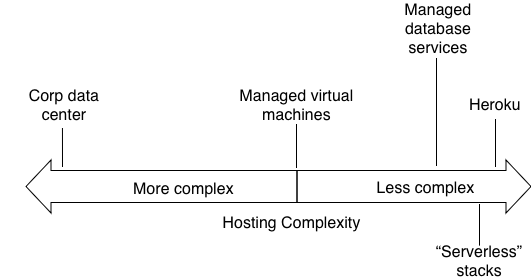 Managed
database
services
Corp data
center
Managed virtual
machines
Heroku
More complex
Less complex
Hosting Complexity
“Serverless”
stacks